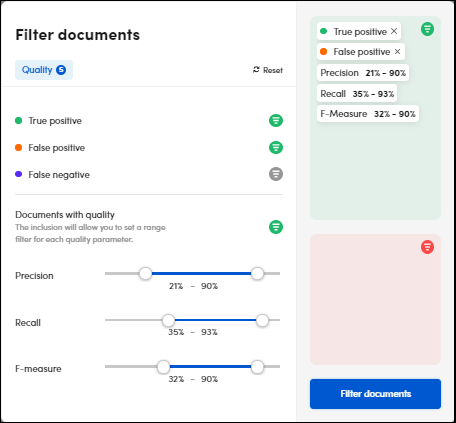 Filter documents
Quality 5
Reset
True positive
False positive
False negative
Documents with quality
The inclusion will allow you to set a range
filter for each quality parameter.
Precision
21% - 90%
Recall
35% - 93%
F-measure
32% - 90%
True positive ×
False positive ×
Precision 21% - 90%
Recall 35% - 93%
F-Measure 32% - 90%
Filter documents